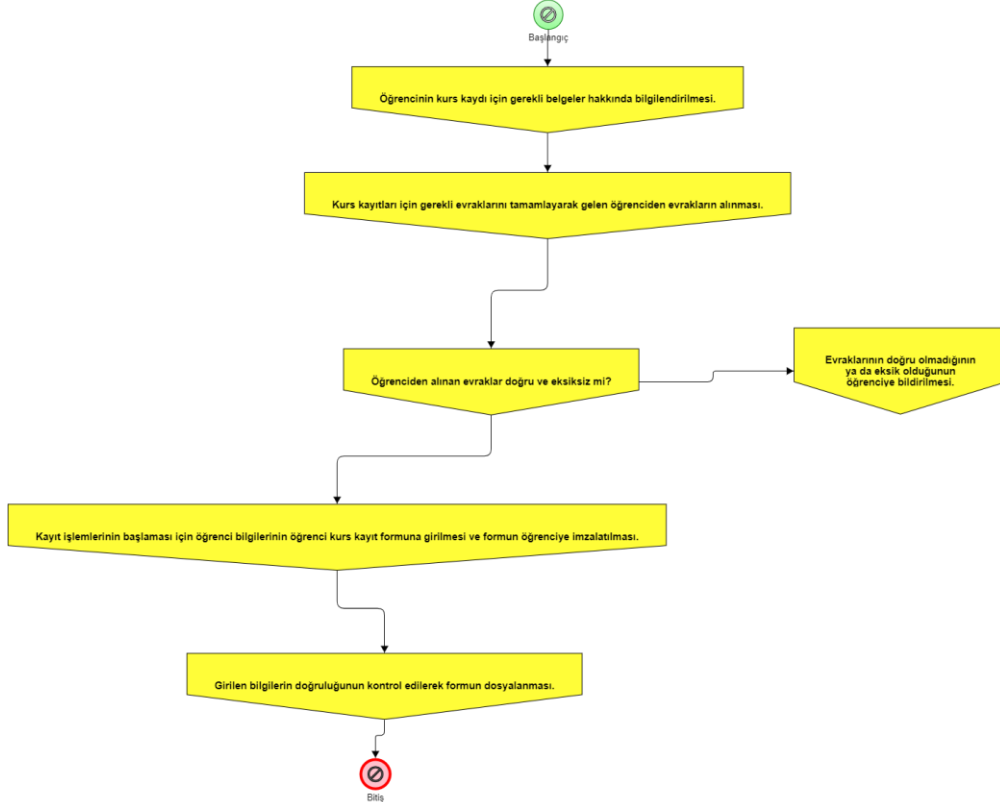 Başlangıç
Öğrencinin kurs kaydı için gerekli belgeler hakkında bilgilendirilmesi.
Kurs kayıtları için gerekli evraklarını tamamlayarak gelen öğrenciden evrakların alınması.
Öğrenciden alınan evraklar doğru ve eksiksiz mi?
Evraklarının doğru olmadığının
ya da eksik olduğunun
öğrenciye bildirilmesi.
Kayıt işlemlerinin başlaması için öğrenci bilgilerinin öğrenci kurs kayıt formuna girilmesi ve formun öğrenciye imzalatılması.
Girilen bilgilerin doğruluğunun kontrol edilerek formun dosyalanması.
Bitiş